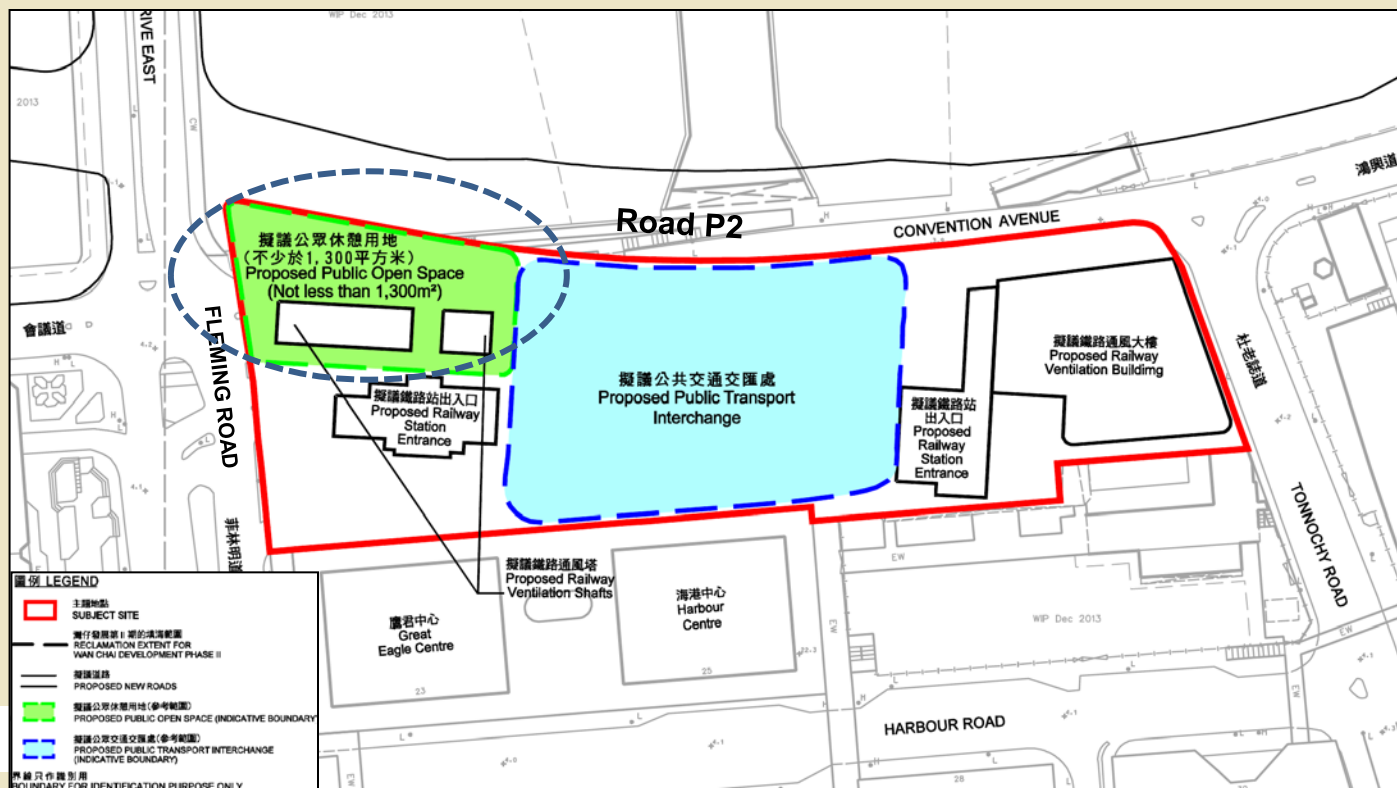 WIP Dec 2013
RIVE EAST
2013
CW
鴻興道
Road P2
CONVENTION AVENUE
擬議公眾休憩用地
(不少於1,300平方米)
Proposed Public Open Space
(Not less than 1,300m²)
會議道
FLEMING ROAD
菲林明道
擬議鐵路站出入口
Proposed Railway
Station
Entrance
擬議公共交通交匯處
Proposed Public Transport
Interchange
擬議鐵路站
出入口
Proposed
Railway
Station
Entrance
擬議鐵路通風大樓
Proposed Railway
Ventilation Buildimg
杜老誌道
TONNOCHY ROAD
擬議鐵路通風塔
Proposed Railway
Ventilation Shafts
鷹君中心
Great
Eagle Centre
23
海港中心
Harbour
Centre
25
WIP Dec 2013
EW
EW
EW
EW
EW
HARBOUR ROAD
28
圖例 LEGEND
主題地點
SUBJECT SITE
灣仔發展第 II 期的填海範圍
RECLAMATION EXTENT FOR
WAN CHAI DEVELOPMENT PHASE II
擬議道路
PROPOSED NEW ROADS
擬議公眾休憩用地(參考範圍)
PROPOSED PUBLIC OPEN SPACE (INDICATIVE BOUNDARY)
擬議公眾交通交匯處(參考範圍)
PROPOSED PUBLIC TRANSPORT INTERCHANGE
(INDICATIVE BOUNDARY)
界線只作識別用
BOUNDARY FOR IDENTIFICATION PURPOSE ONLY